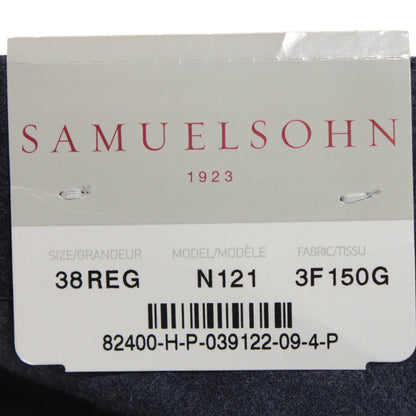 SAMUELSOHN
1923
SIZE/GRANDEUR MODEL/MODÈLE FABRIC/TISSU
38REG N121 3F150G
82400-H-P-039122-09-4-P